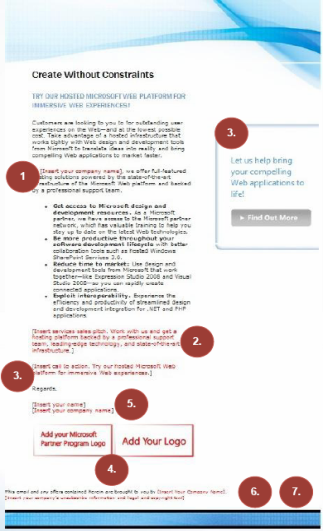 Create Without Constraints
TRY OUR HOSTED MICROSOFT WEB PLATFORM FOR
IMMERSIVE WEB EXPERIENCES!
Customers are looking to you to for outstanding user
experiences on the Web—and at the lowest possible
cost. Take advantage of a hosted infrastructure that
works tightly with Web design and development tools
from Microsoft to translate ideas into reality and bring
compelling Web applications to market faster.
1
[Insert your company name], we offer full-featured
hosting solutions powered by the state-of-the-art
infrastructure of the Microsoft Web platform and backed
by a professional support team.
• Get access to Microsoft design and
development resources. As a Microsoft
partner, we have access to the Microsoft partner
network, which has valuable training to help you
stay up to date on the latest Web technologies.
• Be more productive throughout your
software development lifecycle with better
collaboration tools such as hosted Windows
SharePoint Services 3.0.
• Reduce time to market: Use design and
development tools from Microsoft that work
together—like Expression Studio 2008 and Visual
Studio 2008—so you can rapidly create
connected applications.
• Exploit interoperability. Experience the
efficiency and productivity of streamlined design
and development integration for .NET and PHP
applications
[Insert services sales pitch. Work with us and get a
hosting platform backed by a professional support
team, leading-edge technology, and state-of-the-art
infrastructure.]
2.
3.
[Insert call to action. Try our hosted Microsoft Web
platform for immersive Web experiences.]
Regards,
[Insert your name]
[Insert your company name]
5.
Add your Microsoft
Partner Program Logo
Add Your Logo
4.
3.
Let us help bring
your compelling
Web applications to
life!
► Find Out More
This email and any offers contained herein are brought to you by [Insert Your Company Name].
[Insert your company's unsubscribe information and legal and copyright text]
6.
7.